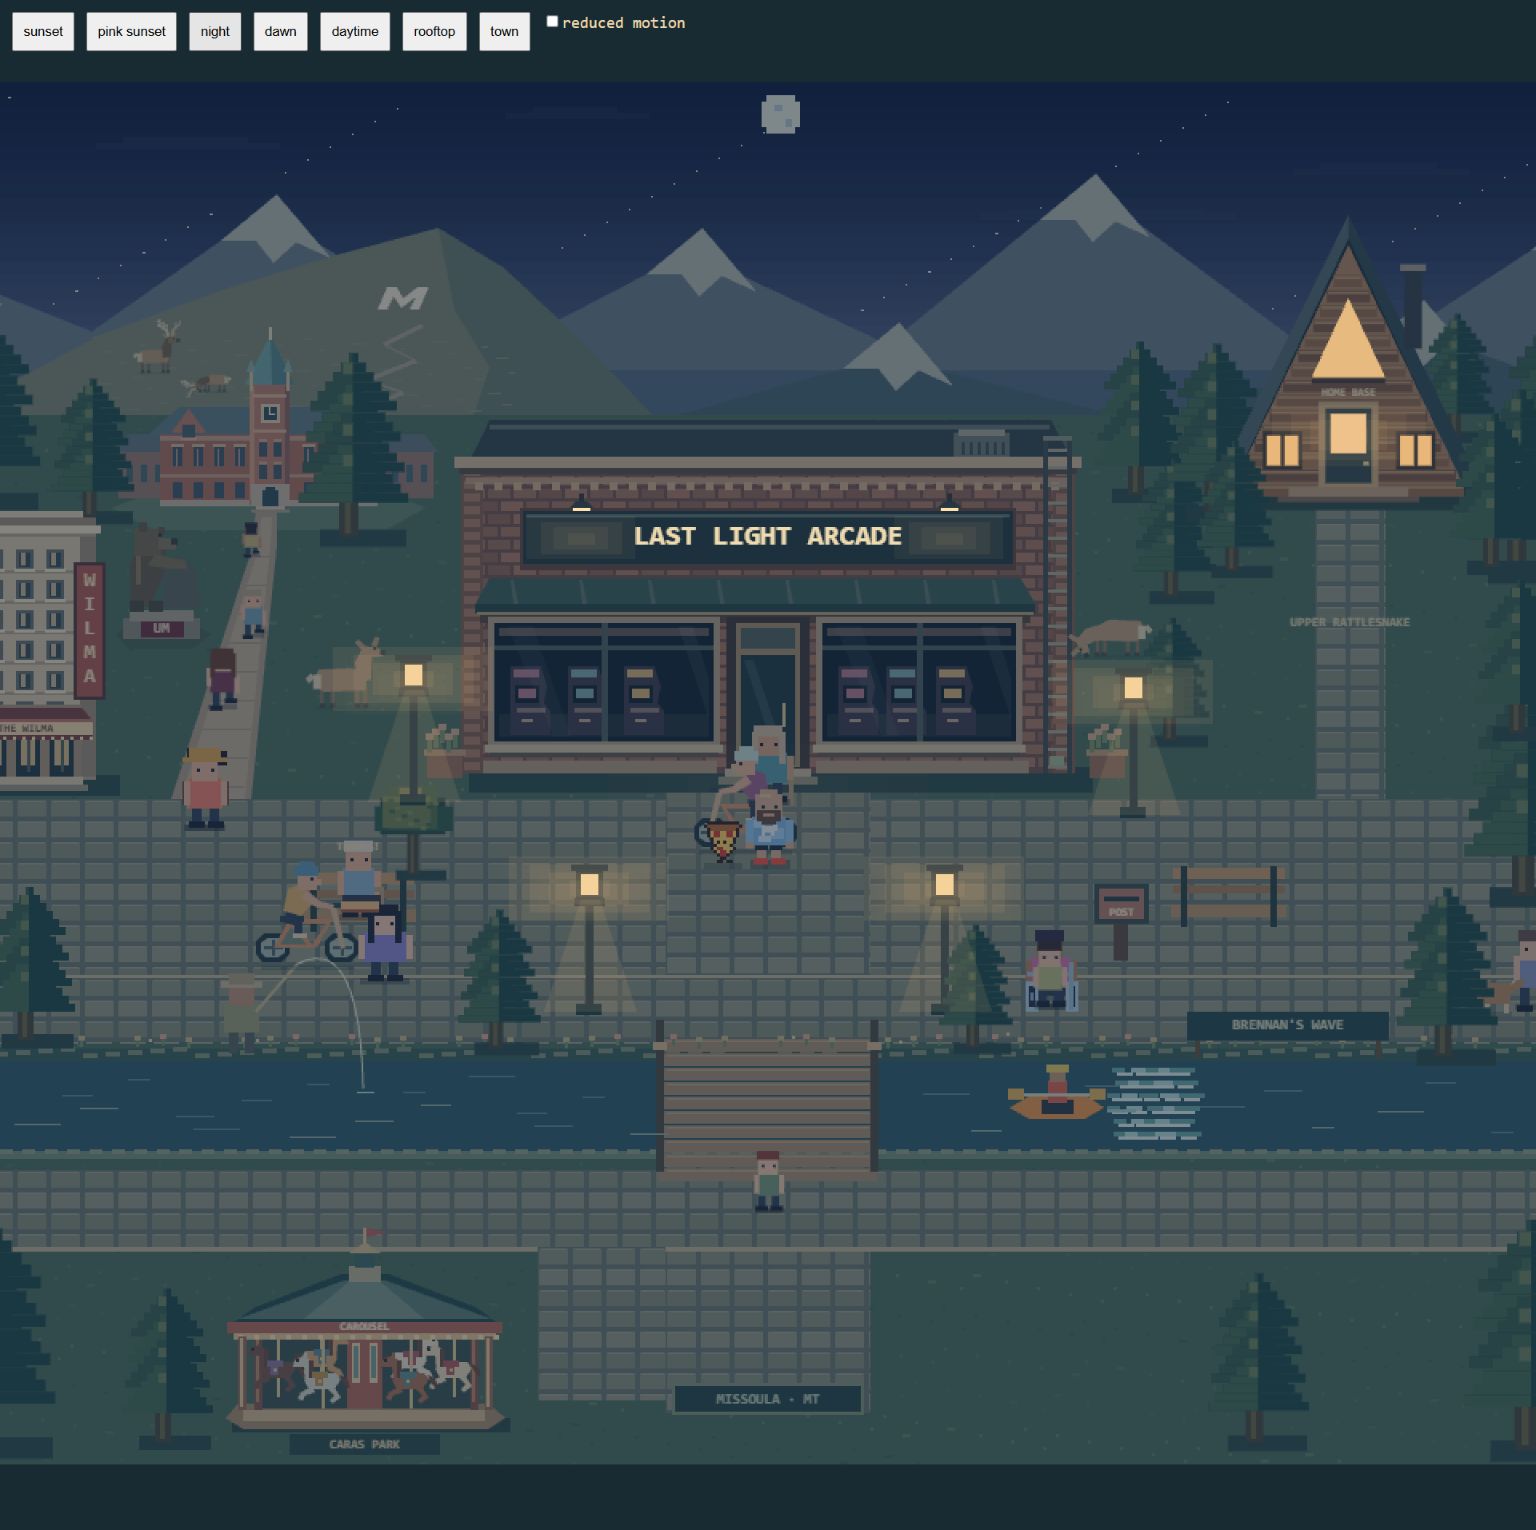 sunset
pink sunset
night
dawn
daytime
rooftop
town
reduced motion
M
HOME BASE
LAST LIGHT ARCADE
WILMA
UM
UPPER RATTLESNAKE
THE WILMA
POST
BRENNAN'S WAVE
CAROUSEL
MISSOULA · MT
CARAS PARK